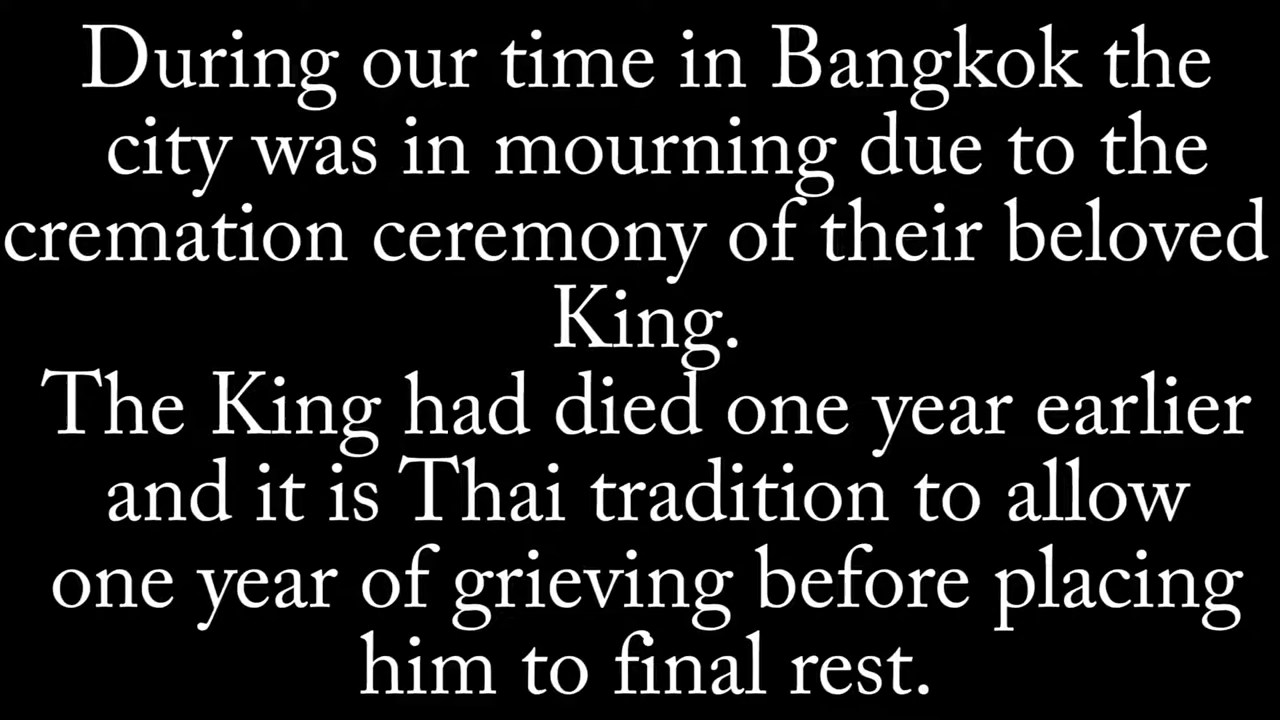 During our time in Bangkok the
city was in mourning due to the
cremation ceremony of their beloved
King.
The King had died one year earlier
and it is Thai tradition to allow
one year of grieving before placing
him to final rest.